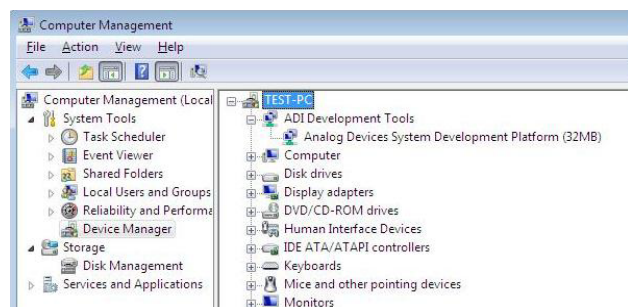 Computer Management
File Action View Help
Computer Management (Local
System Tools
Task Scheduler
Event Viewer
Shared Folders
Local Users and Groups
Reliability and Performa
Device Manager
Storage
Disk Management
Services and Applications
TEST-PC
ADI Development Tools
Analog Devices System Development Platform (32MB)
Computer
Disk drives
Display adapters
DVD/CD-ROM drives
Human Interface Devices
IDE ATA/ATAPI controllers
Keyboards
Mice and other pointing devices
Monitors